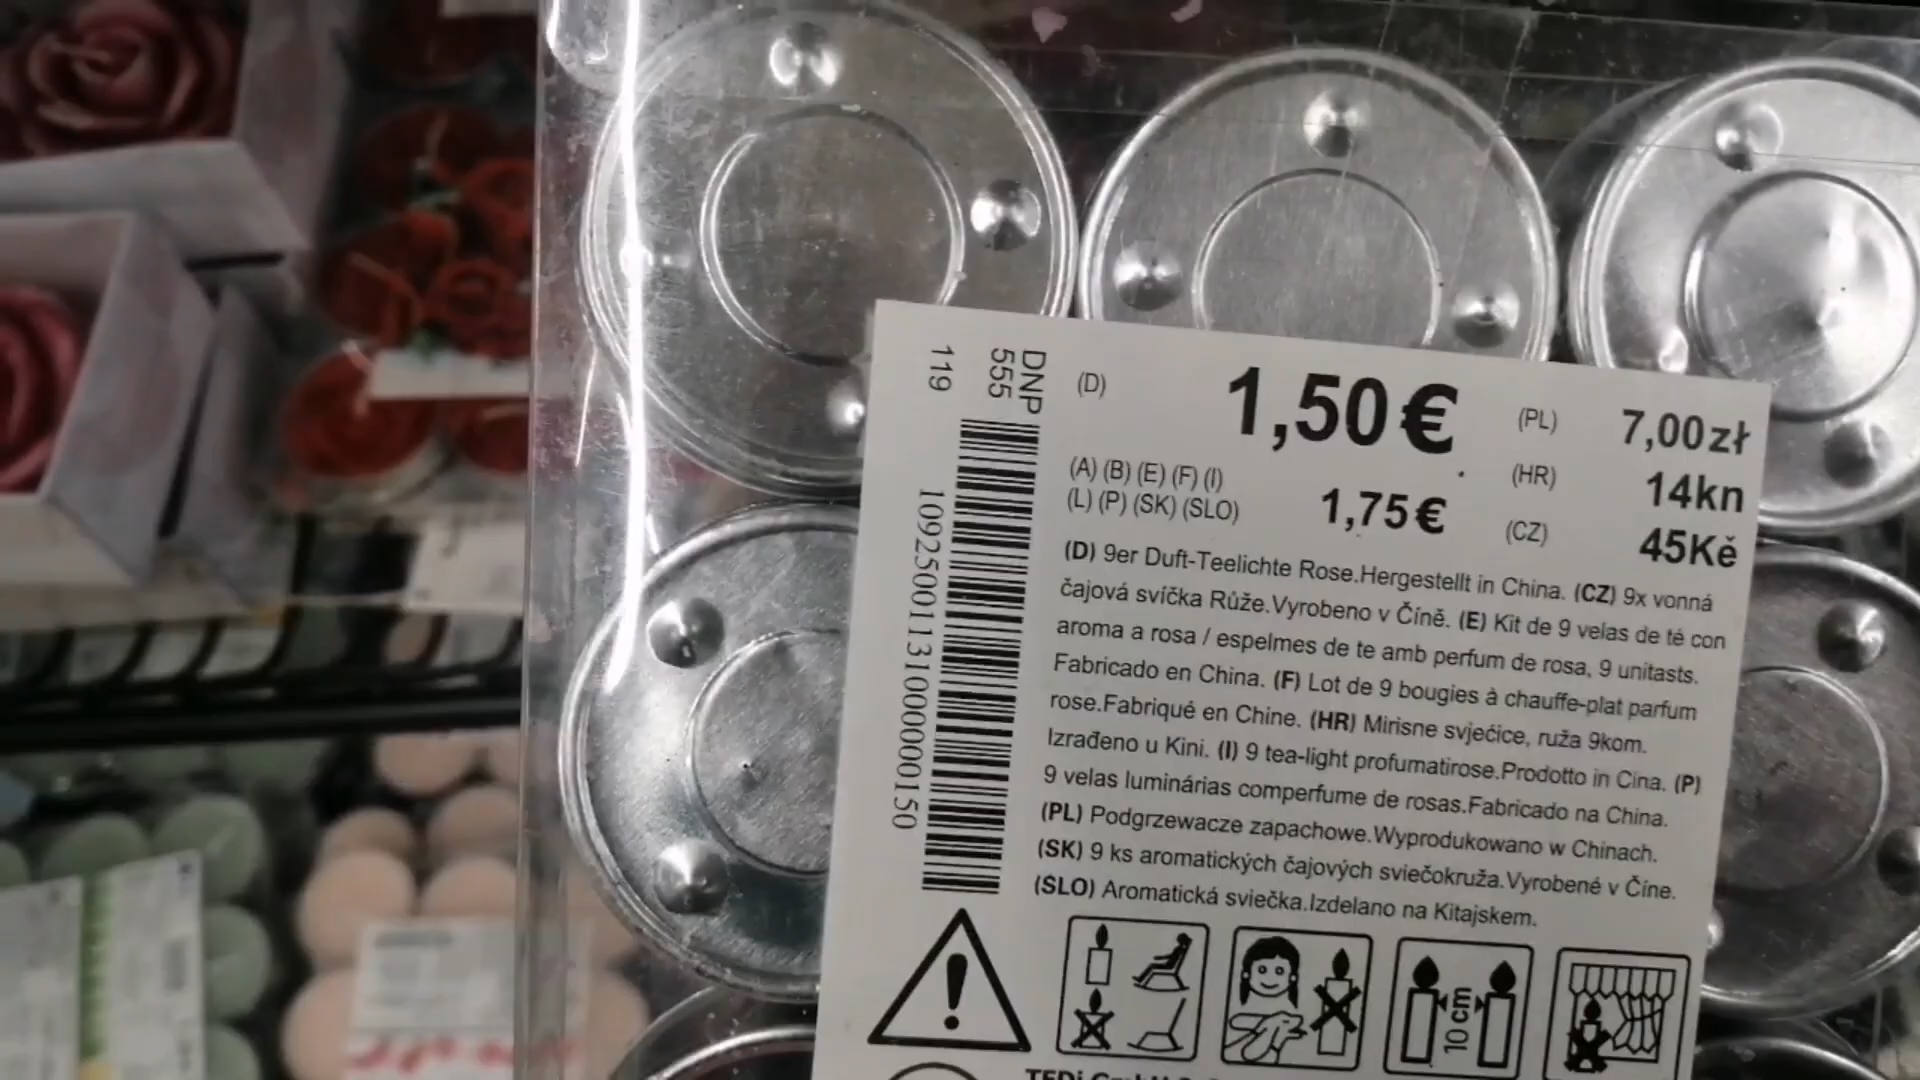 119
DNP
555
10925001131000000150
(D) 1,50€
(PL) 7,00zł
(A) (B) (E) (F) (I)
(L) (P) (SK) (SLO) 1,75€
(HR) 14kn
(CZ) 45Kě
(D) 9er Duft-Teelichte Rose.Hergestellt in China. (CZ) 9x vonná
čajová svíčka Růže.Vyrobeno v Číně. (E) Kit de 9 velas de té con
aroma a rosa / espelmes de te amb perfum de rosa, 9 unitasts.
Fabricado en China. (F) Lot de 9 bougies à chauffe-plat parfum
rose.Fabriqué en Chine. (HR) Mirisne svjećice, ruža 9kom.
Izrađeno u Kini. (I) 9 tea-light profumatirose.Prodotto in Cina. (P)
9 velas luminárias comperfume de rosas.Fabricado na China.
(PL) Podgrzewacze zapachowe.Wyprodukowano w Chinach.
(SK) 9 ks aromatických čajových sviečokruža.Vyrobené v Číne.
(SLO) Aromatická sviečka.Izdelano na Kitajskem.
10 cm
TEDi GmbH